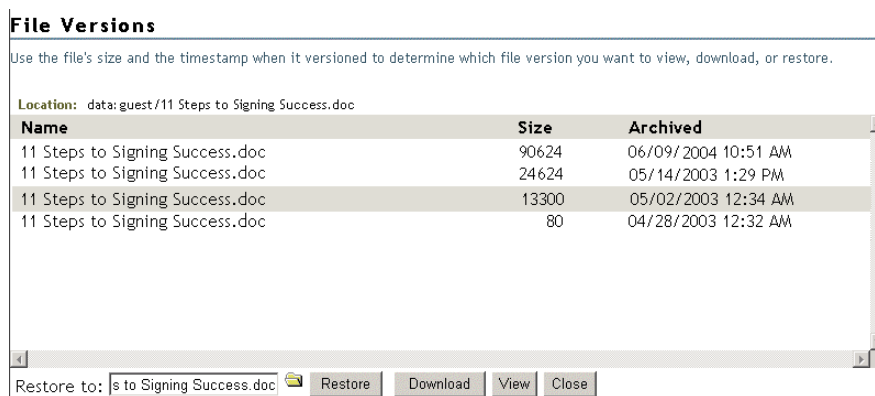 File Versions
Use the file's size and the timestamp when it versioned to determine which file version you want to view, download, or restore.
Location: data:guest/11 Steps to Signing Success.doc
Name Size Archived
11 Steps to Signing Success.doc 90624 06/09/2004 10:51 AM
11 Steps to Signing Success.doc 24624 05/14/2003 1:29 PM
11 Steps to Signing Success.doc 13300 05/02/2003 12:34 AM
11 Steps to Signing Success.doc 80 04/28/2003 12:32 AM
Restore to: s to Signing Success.doc Restore Download View Close